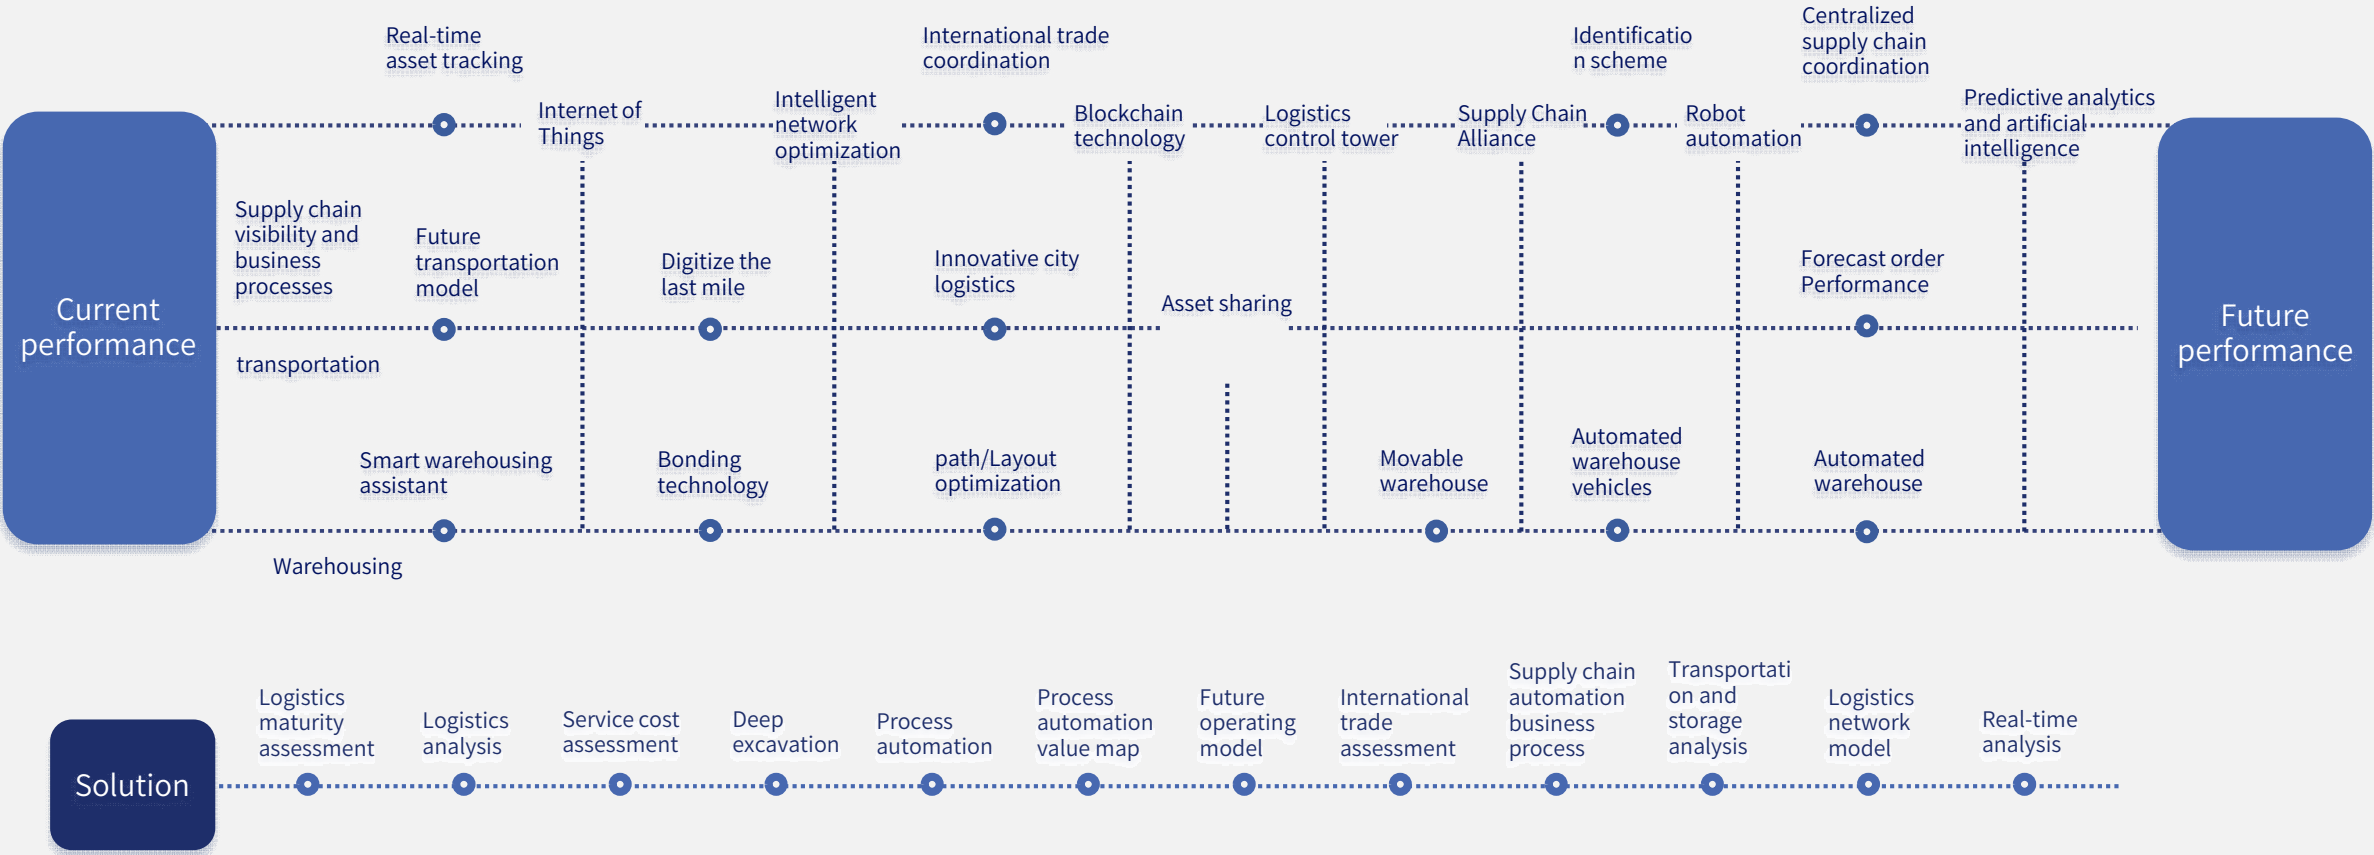 Real-time
asset tracking
International trade
coordination
Identificatio
n scheme
Centralized
supply chain
coordination
Internet of
Things
Intelligent
network
optimization
Blockchain
technology
Logistics
control tower
Supply Chain
Alliance
Robot
automation
Predictive analytics
and artificial
intelligence
Current
performance
Supply chain
visibility and
business
processes
Future
transportation
model
Digitize the
last mile
Innovative city
logistics
Asset sharing
Forecast order
Performance
Future
performance
transportation
Smart warehousing
assistant
Bonding
technology
path/Layout
optimization
Movable
warehouse
Automated
warehouse
vehicles
Automated
warehouse
Warehousing
Solution
Logistics
maturity
assessment
Logistics
analysis
Service cost
assessment
Deep
excavation
Process
automation
Process
automation
value map
Future
operating
model
International
trade
assessment
Supply chain
automation
business
process
Transportati
on and
storage
analysis
Logistics
network
model
Real-time
analysis